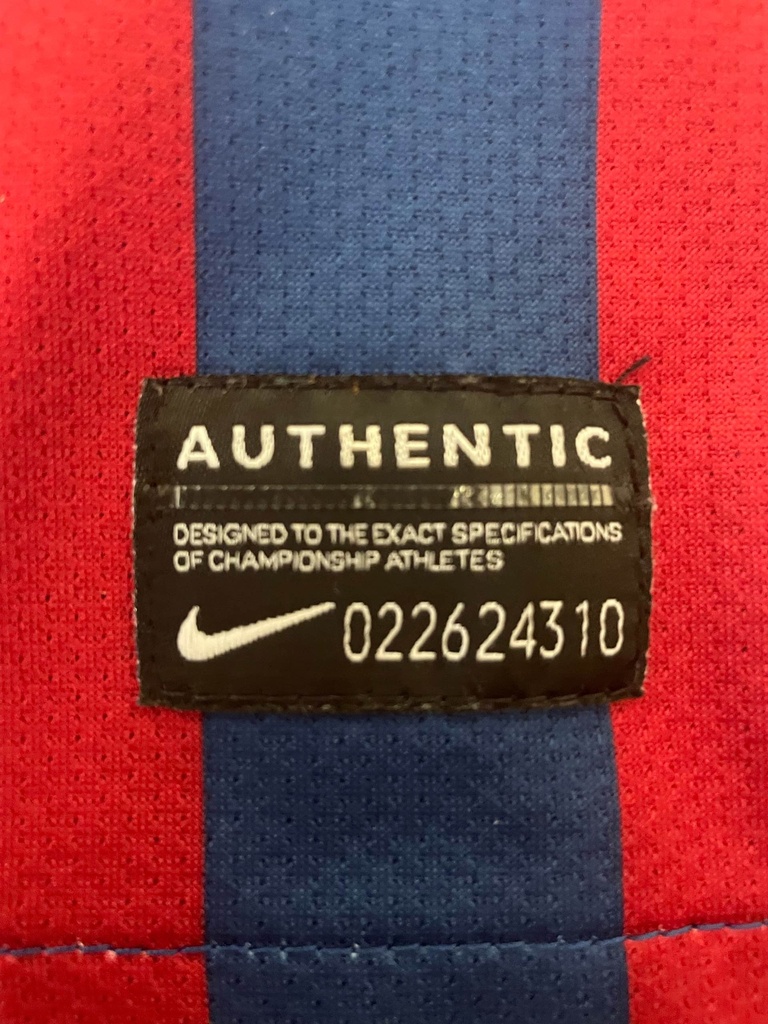 AUTHENTIC
DESIGNED TO THE EXACT SPECIFICATIONS
OF CHAMPIONSHIP ATHLETES
022624310